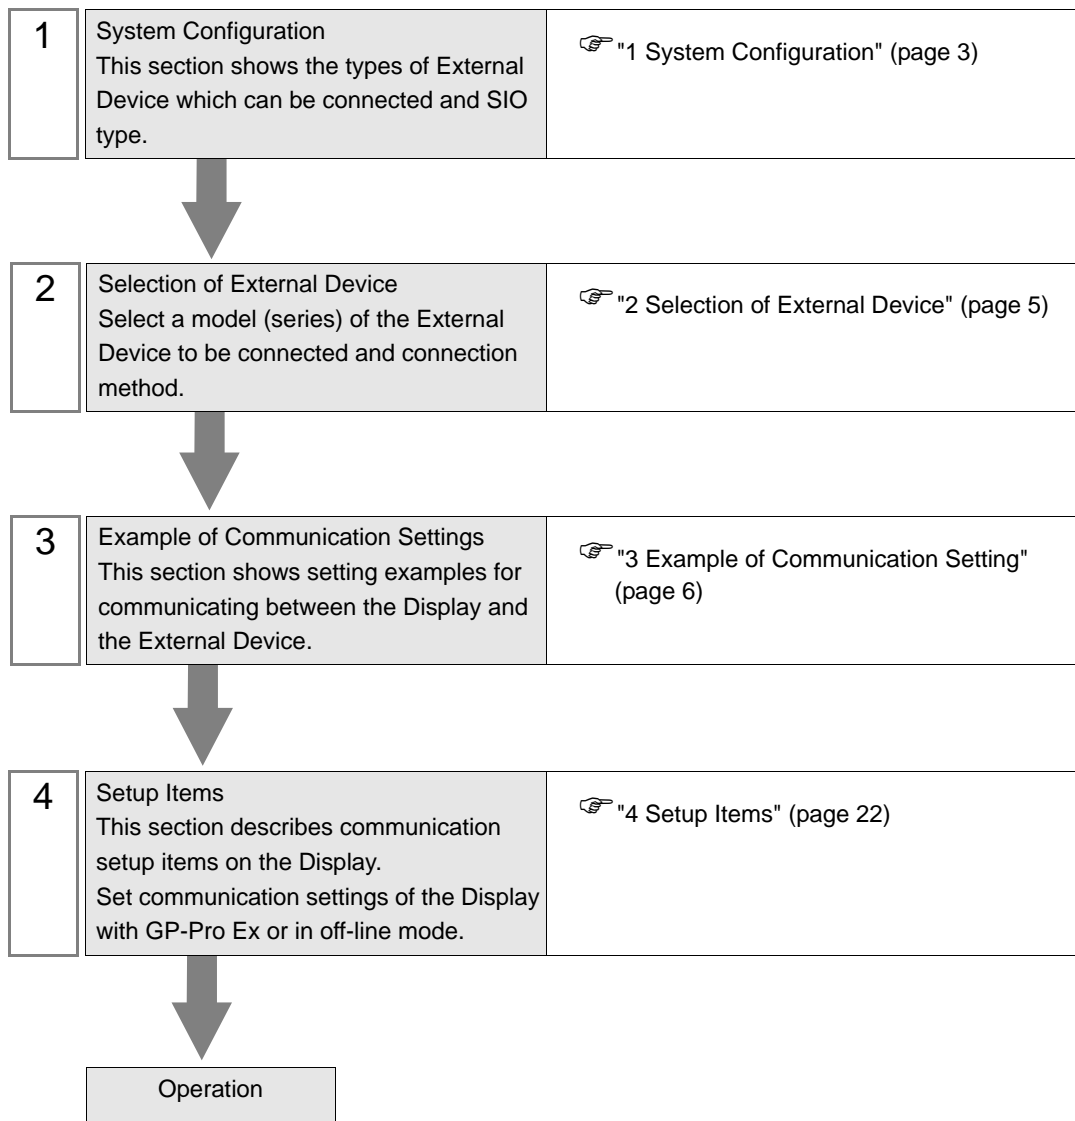 1
System Configuration
This section shows the types of External
Device which can be connected and SIO
type.
"1 System Configuration" (page 3)
2
Selection of External Device
Select a model (series) of the External
Device to be connected and connection
method.
"2 Selection of External Device" (page 5)
3
Example of Communication Settings
This section shows setting examples for
communicating between the Display and
the External Device.
"3 Example of Communication Setting"
(page 6)
4
Setup Items
This section describes communication
setup items on the Display.
Set communication settings of the Display
with GP-Pro Ex or in off-line mode.
"4 Setup Items" (page 22)
Operation